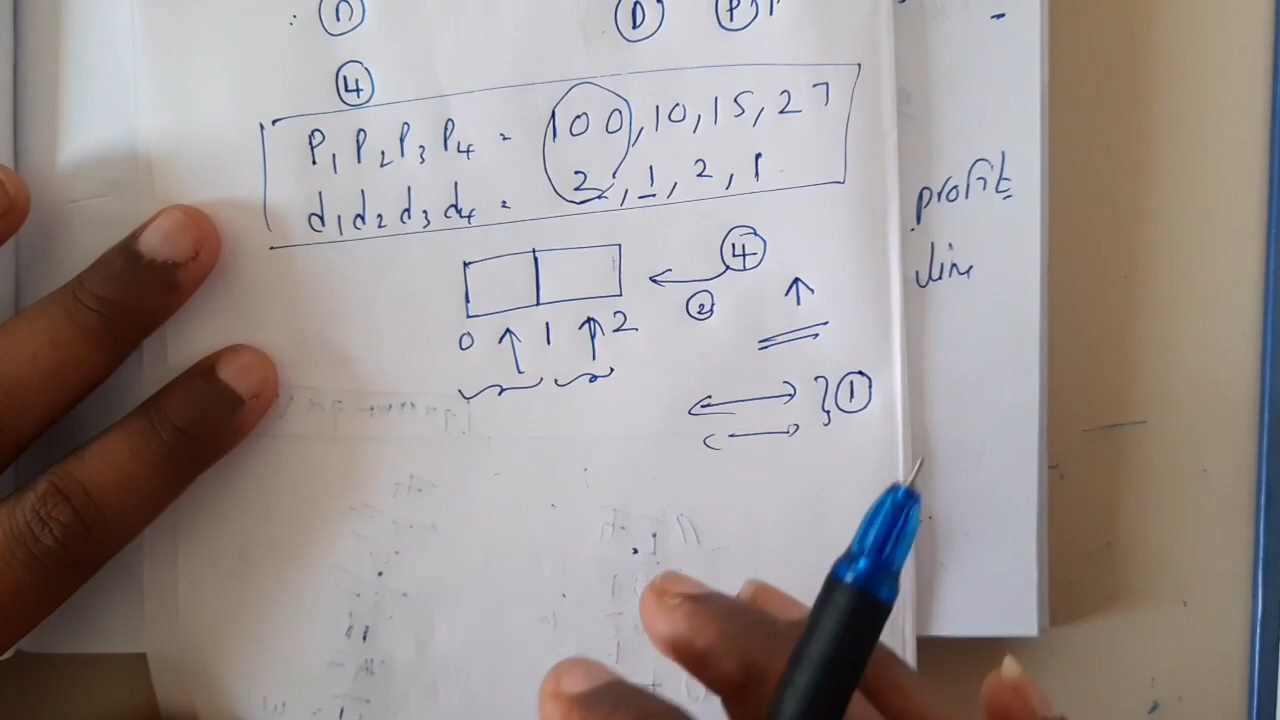 n D P
4
P1 P2 P3 P4 = 100, 10, 15, 27
d1 d2 d3 d4 = 2, 1, 2, 1
4
2
0 1 2
1
profit